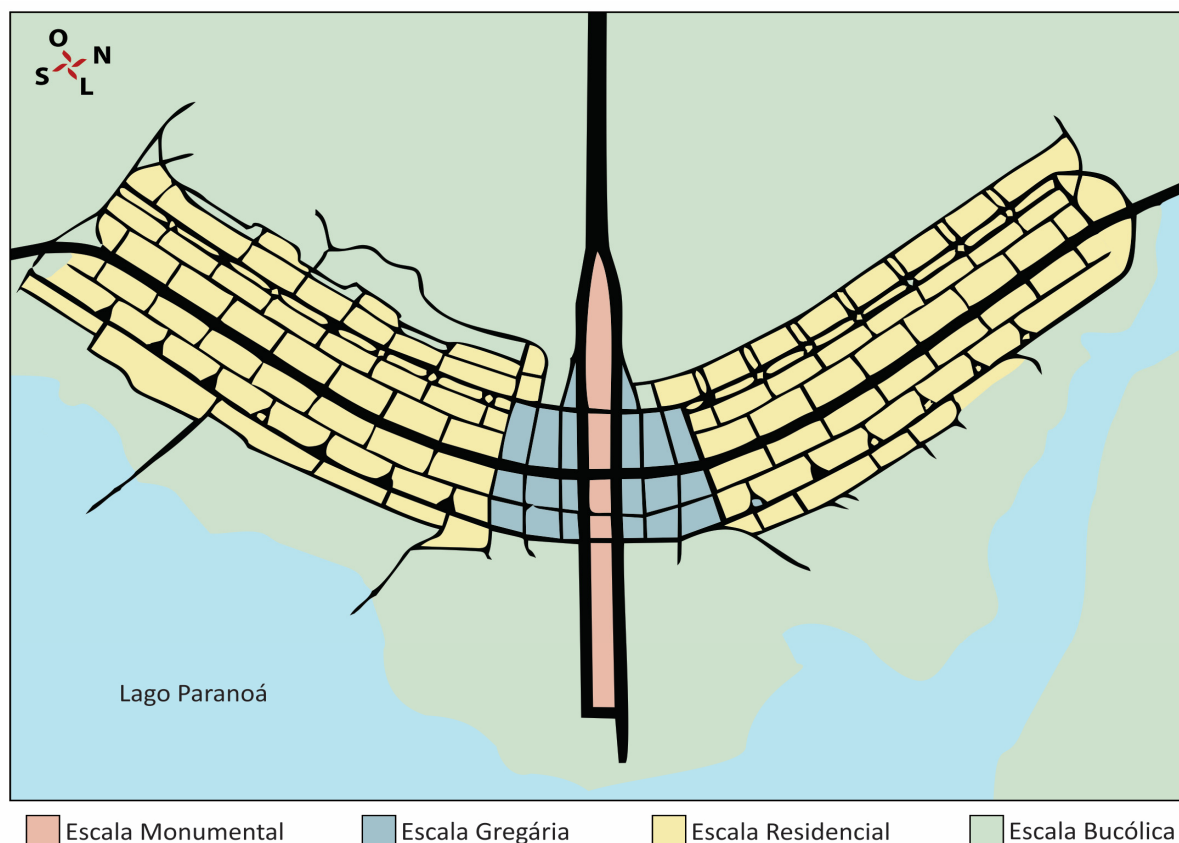 O
N
S
L
Lago Paranoá
Escala Monumental
Escala Gregária
Escala Residencial
Escala Bucólica